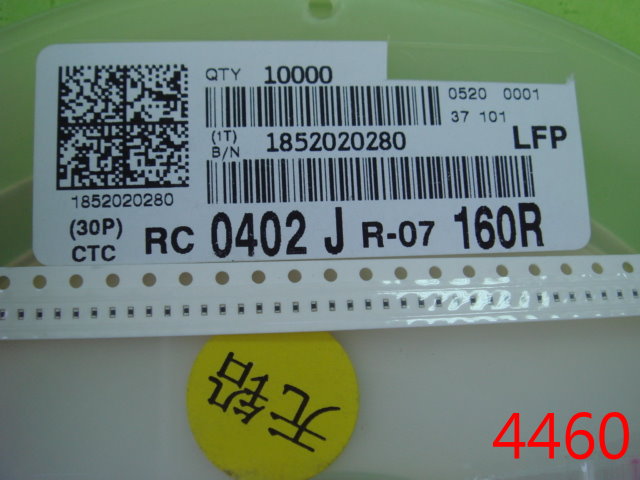 QTY 10000
0520 0001
37 101
(1T)
B/N 1852020280
LFP
1852020280
(30P)
CTC RC 0402 J R-07 160R
无铅
4460